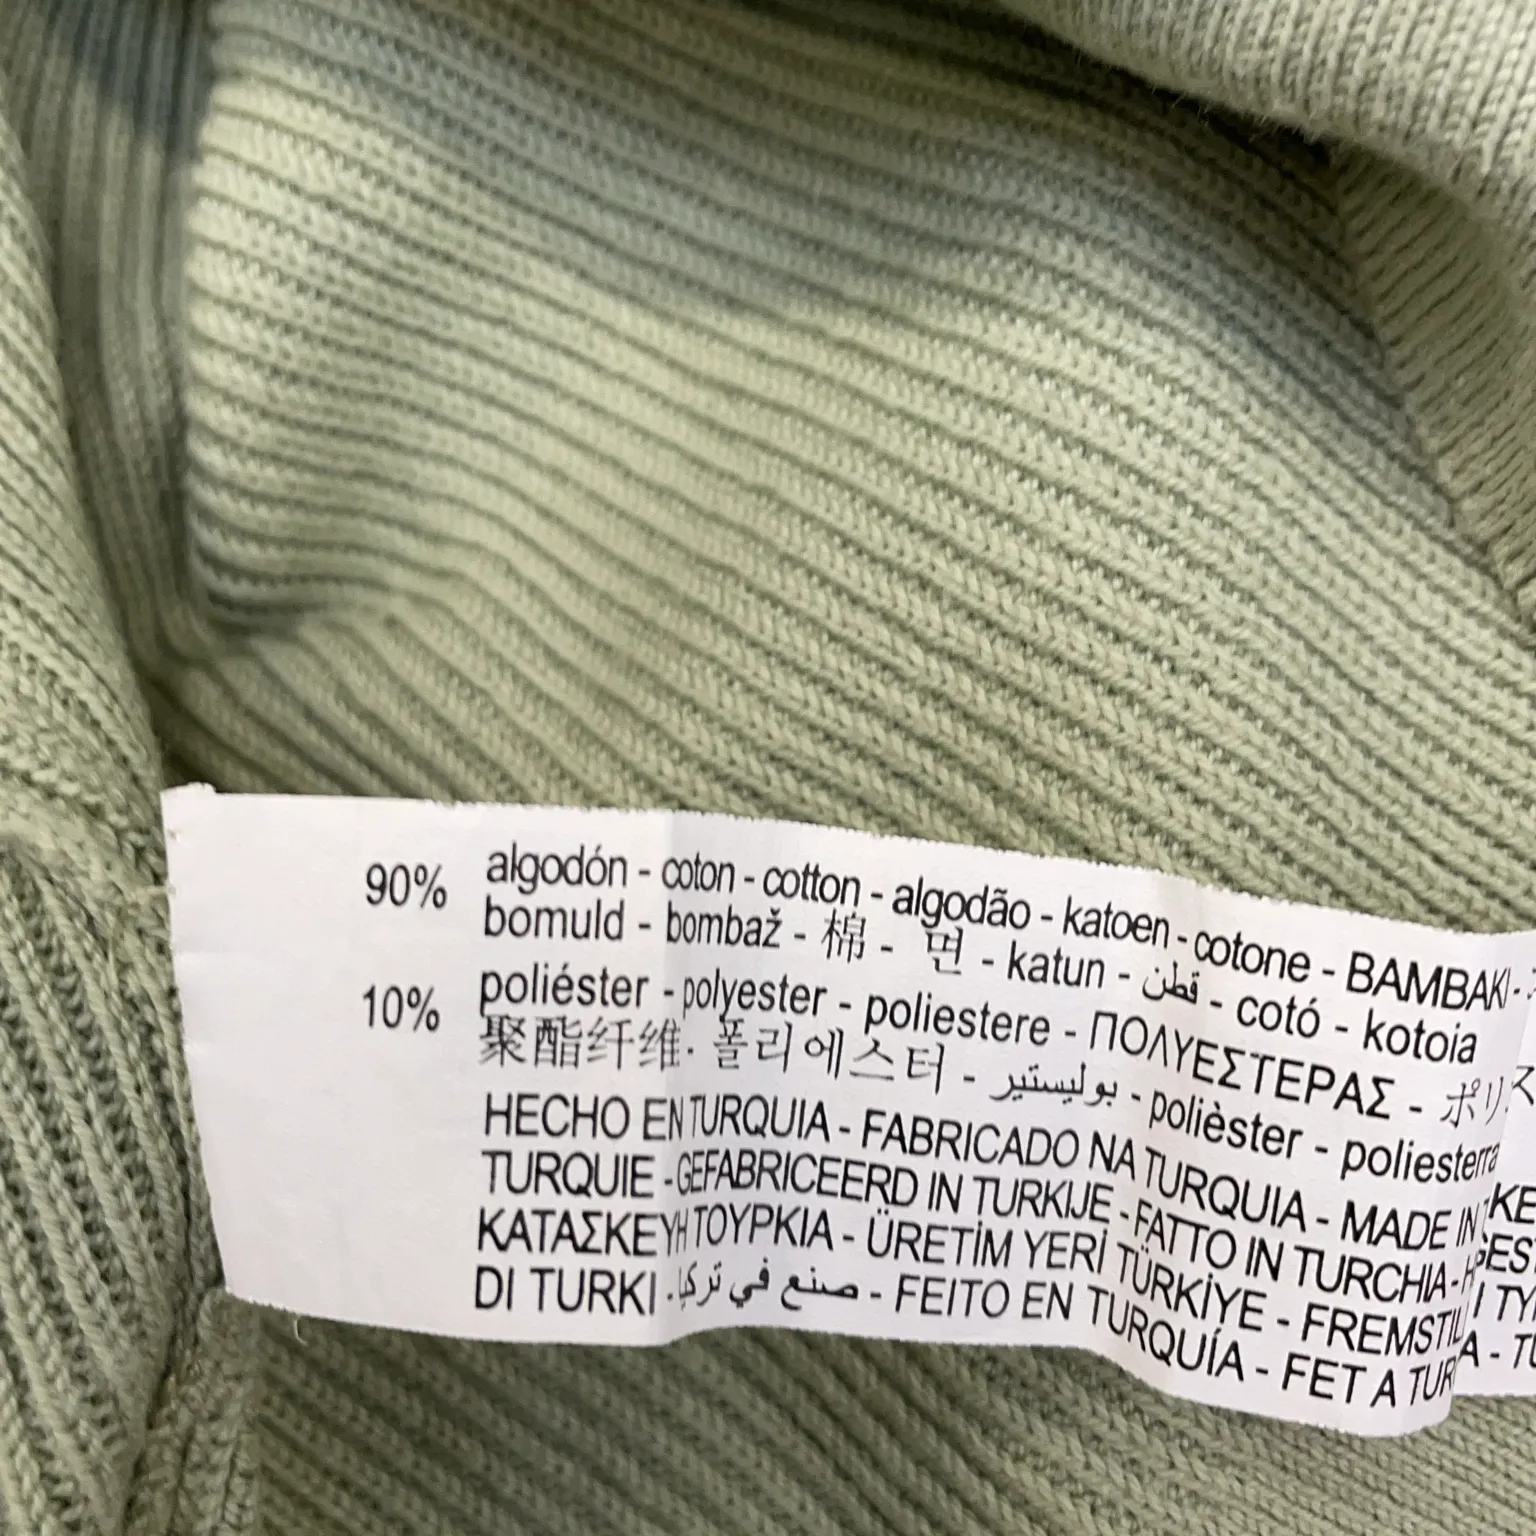 90% algodón - coton - cotton - algodão - katoen - cotone - ΒΑΜΒΑΚΙ -
bomuld - bombaž - 棉 - 면 - katun - قطن - cotó - kotoia
10% poliéster - polyester - poliestere - ΠΟΛΥΕΣΤΕΡΑΣ - ポリ
聚酯纤维. 폴리에스터 - بوليستير - polièster - poliesterra
HECHO EN TURQUIA - FABRICADO NA TURQUIA - MADE IN
TURQUIE - GEFABRICEERD IN TURKIJE - FATTO IN TURCHIA -
ΚΑΤΑΣΚΕΥΗ ΤΟΥΡΚΙΑ - ÜRETİM YERİ TÜRKİYE - FREMSTIL
DI TURKI صنع في تركيا. - FEITO EN TURQUÍA - FET A TUR